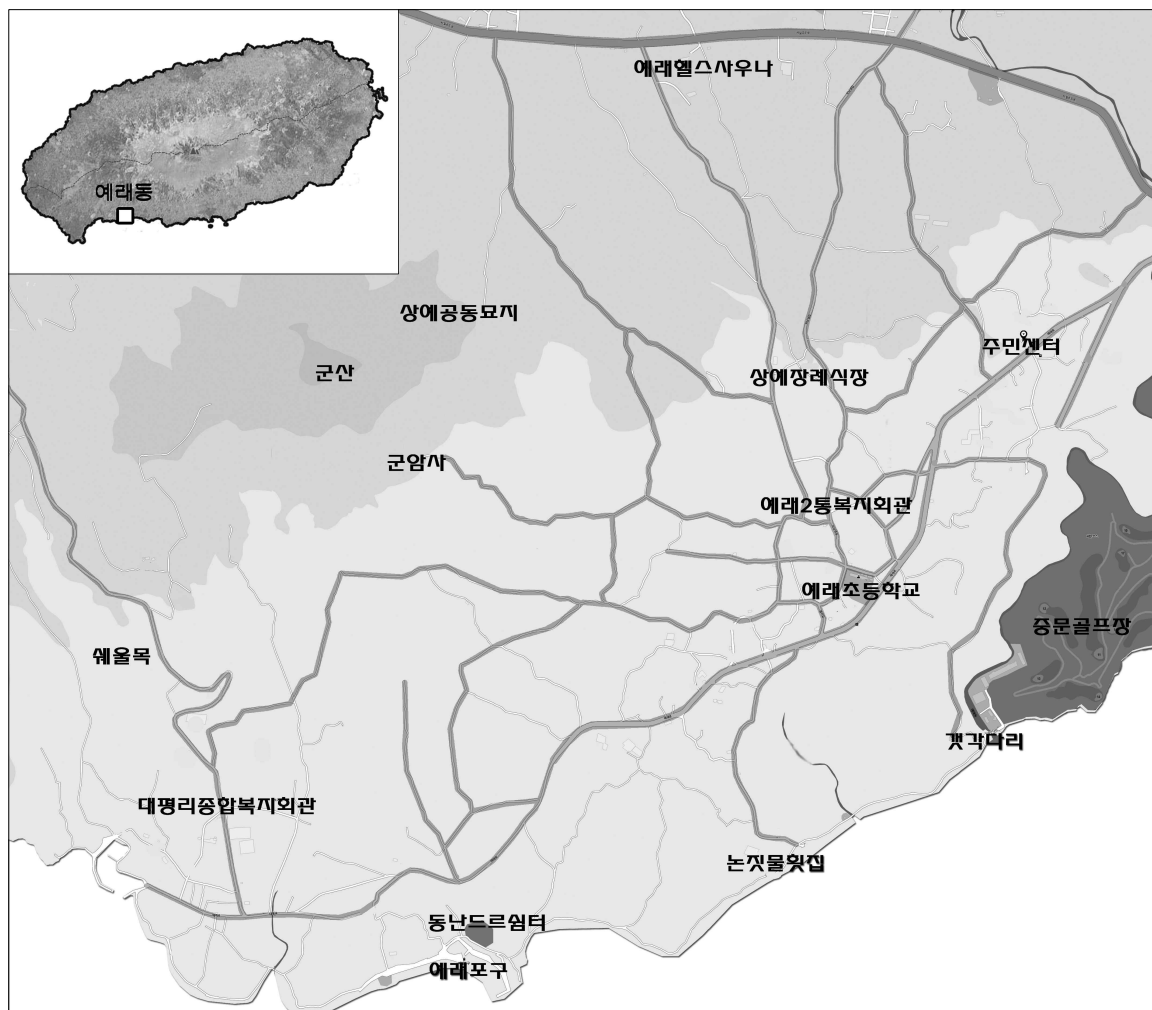 예래헬스사우나
예래동
상예공동묘지
주민센터
군산
상예장례식장
군암사
예래2통복지회관
예래초등학교
중문골프장
쉐울목
갯각다리
대평리종합복지회관
논짓물횟집
동난드르쉼터
예래포구